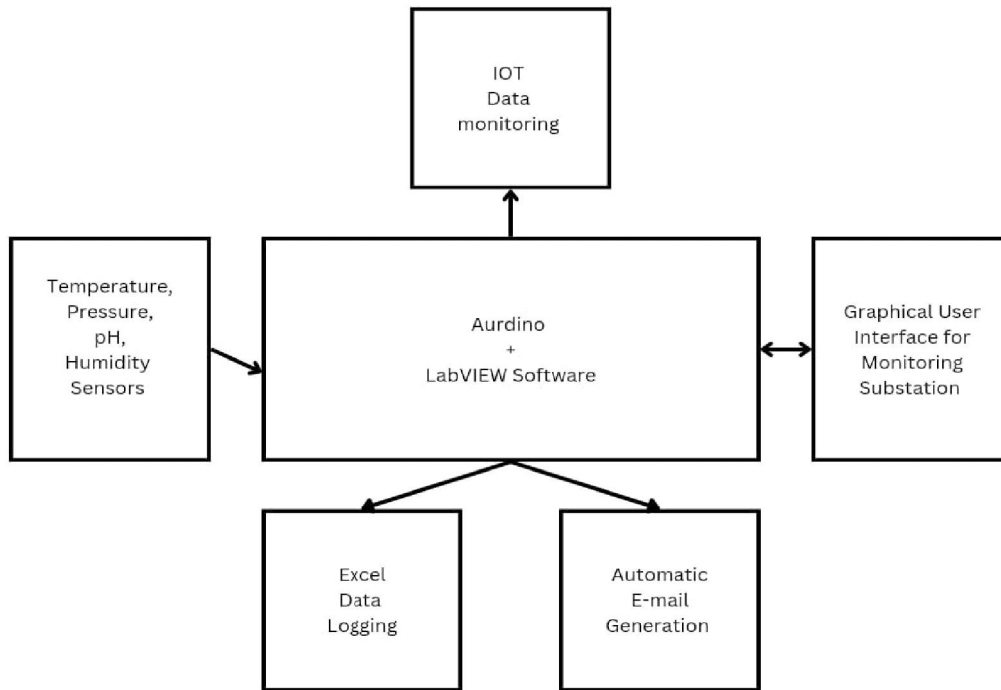 IOT
Data
monitoring
Temperature,
Pressure,
pH,
Humidity
Sensors
Aurdino
+
LabVIEW Software
Graphical User
Interface for
Monitoring
Substation
Excel
Data
Logging
Automatic
E-mail
Generation